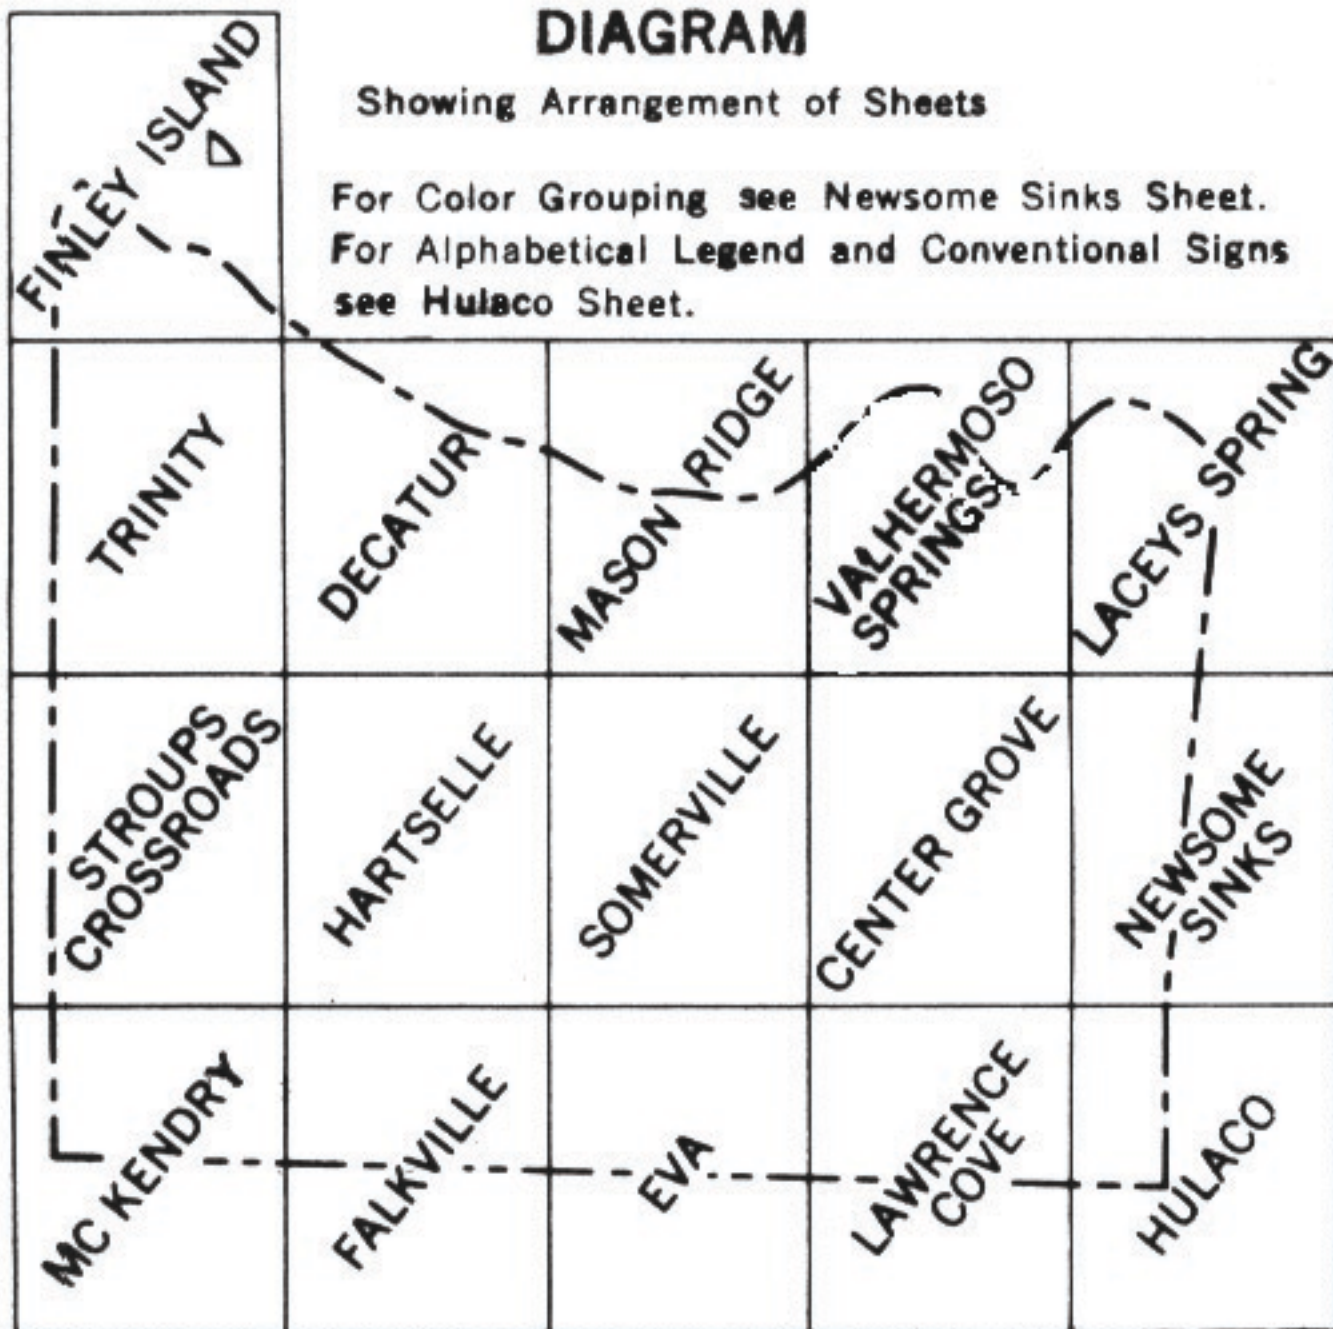 DIAGRAM
Showing Arrangement of Sheets
For Color Grouping see Newsome Sinks Sheet.
For Alphabetical Legend and Conventional Signs
see Hulaco Sheet.
FINLEY ISLAND
TRINITY
DECATUR
MASON RIDGE
VALHERMOSO
SPRINGS
LACEYS SPRING
STROUPS
CROSSROADS
HARTSELLE
SOMERVILLE
CENTER GROVE
NEWSOME
SINKS
MC KENDRY
FALKVILLE
EVA
LAWRENCE
COVE
HULACO